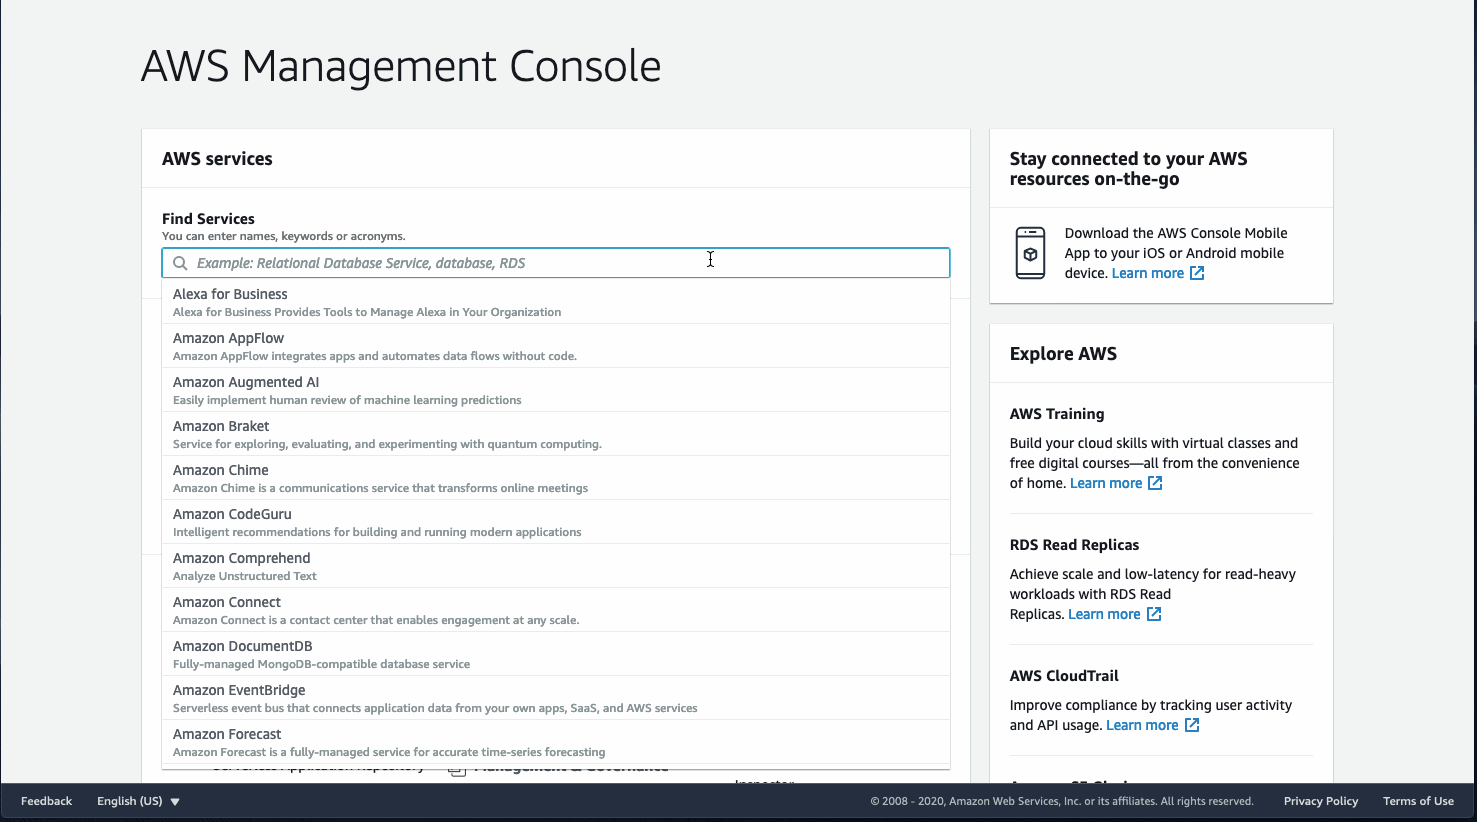 AWS Management Console
AWS services
Find Services
You can enter names, keywords or acronyms.
Example: Relational Database Service, database, RDS
Alexa for Business
Alexa for Business Provides Tools to Manage Alexa in Your Organization
Amazon AppFlow
Amazon AppFlow integrates apps and automates data flows without code.
Amazon Augmented AI
Easily implement human review of machine learning predictions
Amazon Braket
Service for exploring, evaluating, and experimenting with quantum computing.
Amazon Chime
Amazon Chime is a communications service that transforms online meetings
Amazon CodeGuru
Intelligent recommendations for building and running modern applications
Amazon Comprehend
Analyze Unstructured Text
Amazon Connect
Amazon Connect is a contact center that enables engagement at any scale.
Amazon DocumentDB
Fully-managed MongoDB-compatible database service
Amazon EventBridge
Serverless event bus that connects application data from your own apps, SaaS, and AWS services
Amazon Forecast
Amazon Forecast is a fully-managed service for accurate time-series forecasting
Serverless Application Repository
Management & Governance
Inspector
Stay connected to your AWS
resources on-the-go
Download the AWS Console Mobile
App to your iOS or Android mobile
device. Learn more
Explore AWS
AWS Training
Build your cloud skills with virtual classes and
free digital courses—all from the convenience
of home. Learn more
RDS Read Replicas
Achieve scale and low-latency for read-heavy
workloads with RDS Read
Replicas. Learn more
AWS CloudTrail
Improve compliance by tracking user activity
and API usage. Learn more
Feedback
English (US)
© 2008 - 2020, Amazon Web Services, Inc. or its affiliates. All rights reserved.
Privacy Policy
Terms of Use